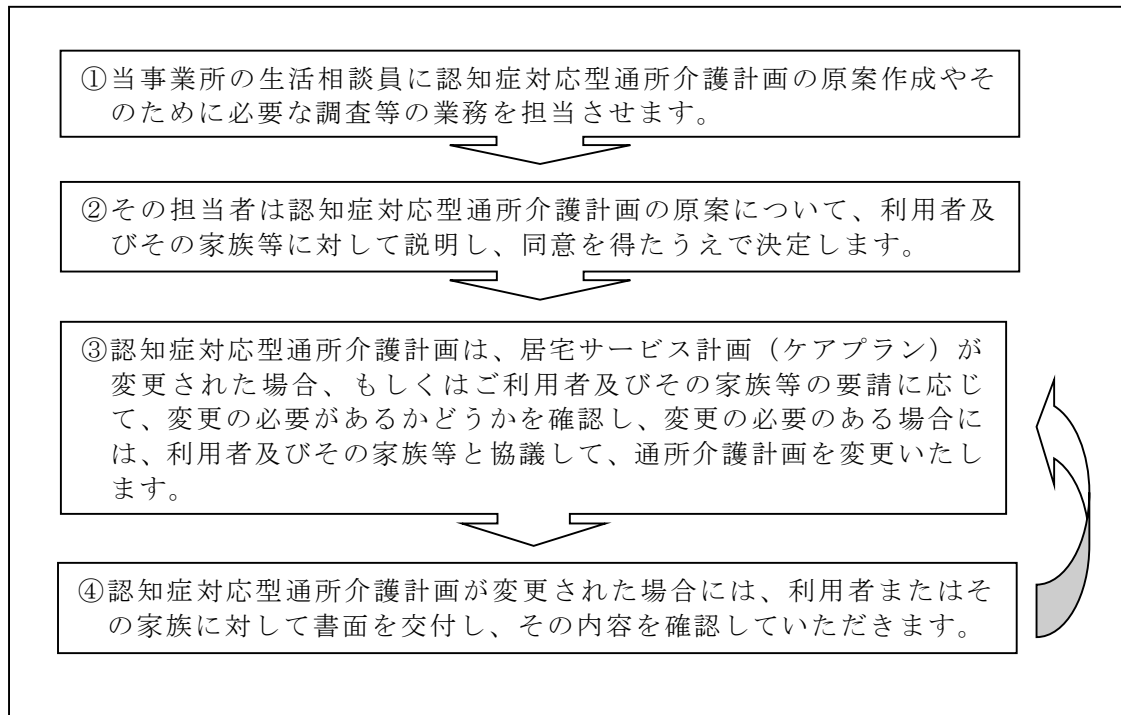 ①当事業所の生活相談員に認知症対応型通所介護計画の原案作成やそ
のために必要な調査等の業務を担当させます。
②その担当者は認知症対応型通所介護計画の原案について、利用者及
びその家族等に対して説明し、同意を得たうえで決定します。
③認知症対応型通所介護計画は、居宅サービス計画（ケアプラン）が
変更された場合、もしくはご利用者及びその家族等の要請に応じ
て、変更の必要があるかどうかを確認し、変更の必要のある場合に
は、利用者及びその家族等と協議して、通所介護計画を変更いたし
ます。
④認知症対応型通所介護計画が変更された場合には、利用者またはそ
の家族に対して書面を交付し、その内容を確認していただきます。